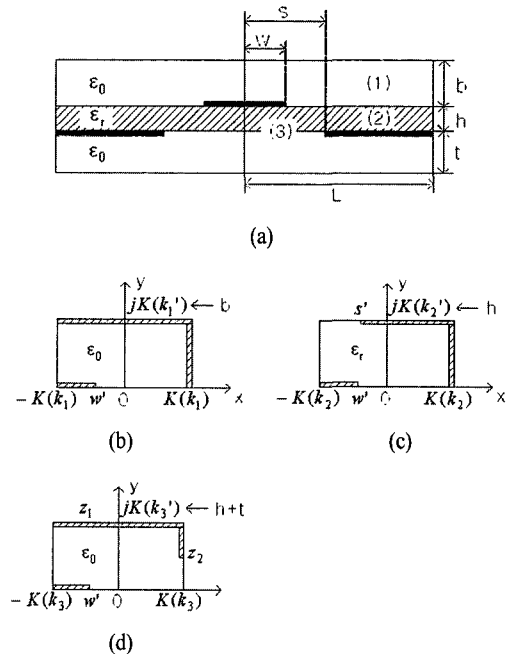 S
W
ε₀ (1) b
εᵣ (3) (2) h
ε₀ t
L
(a)
y
jK(k₁') ← b
ε₀
−K(k₁) w' 0 K(k₁) x
(b)
y
s' jK(k₂') ← h
εᵣ
−K(k₂) w' 0 K(k₂) x
(c)
y
z₁ jK(k₃') ← h+t
ε₀ z₂
−K(k₃) w' 0 K(k₃)
(d)